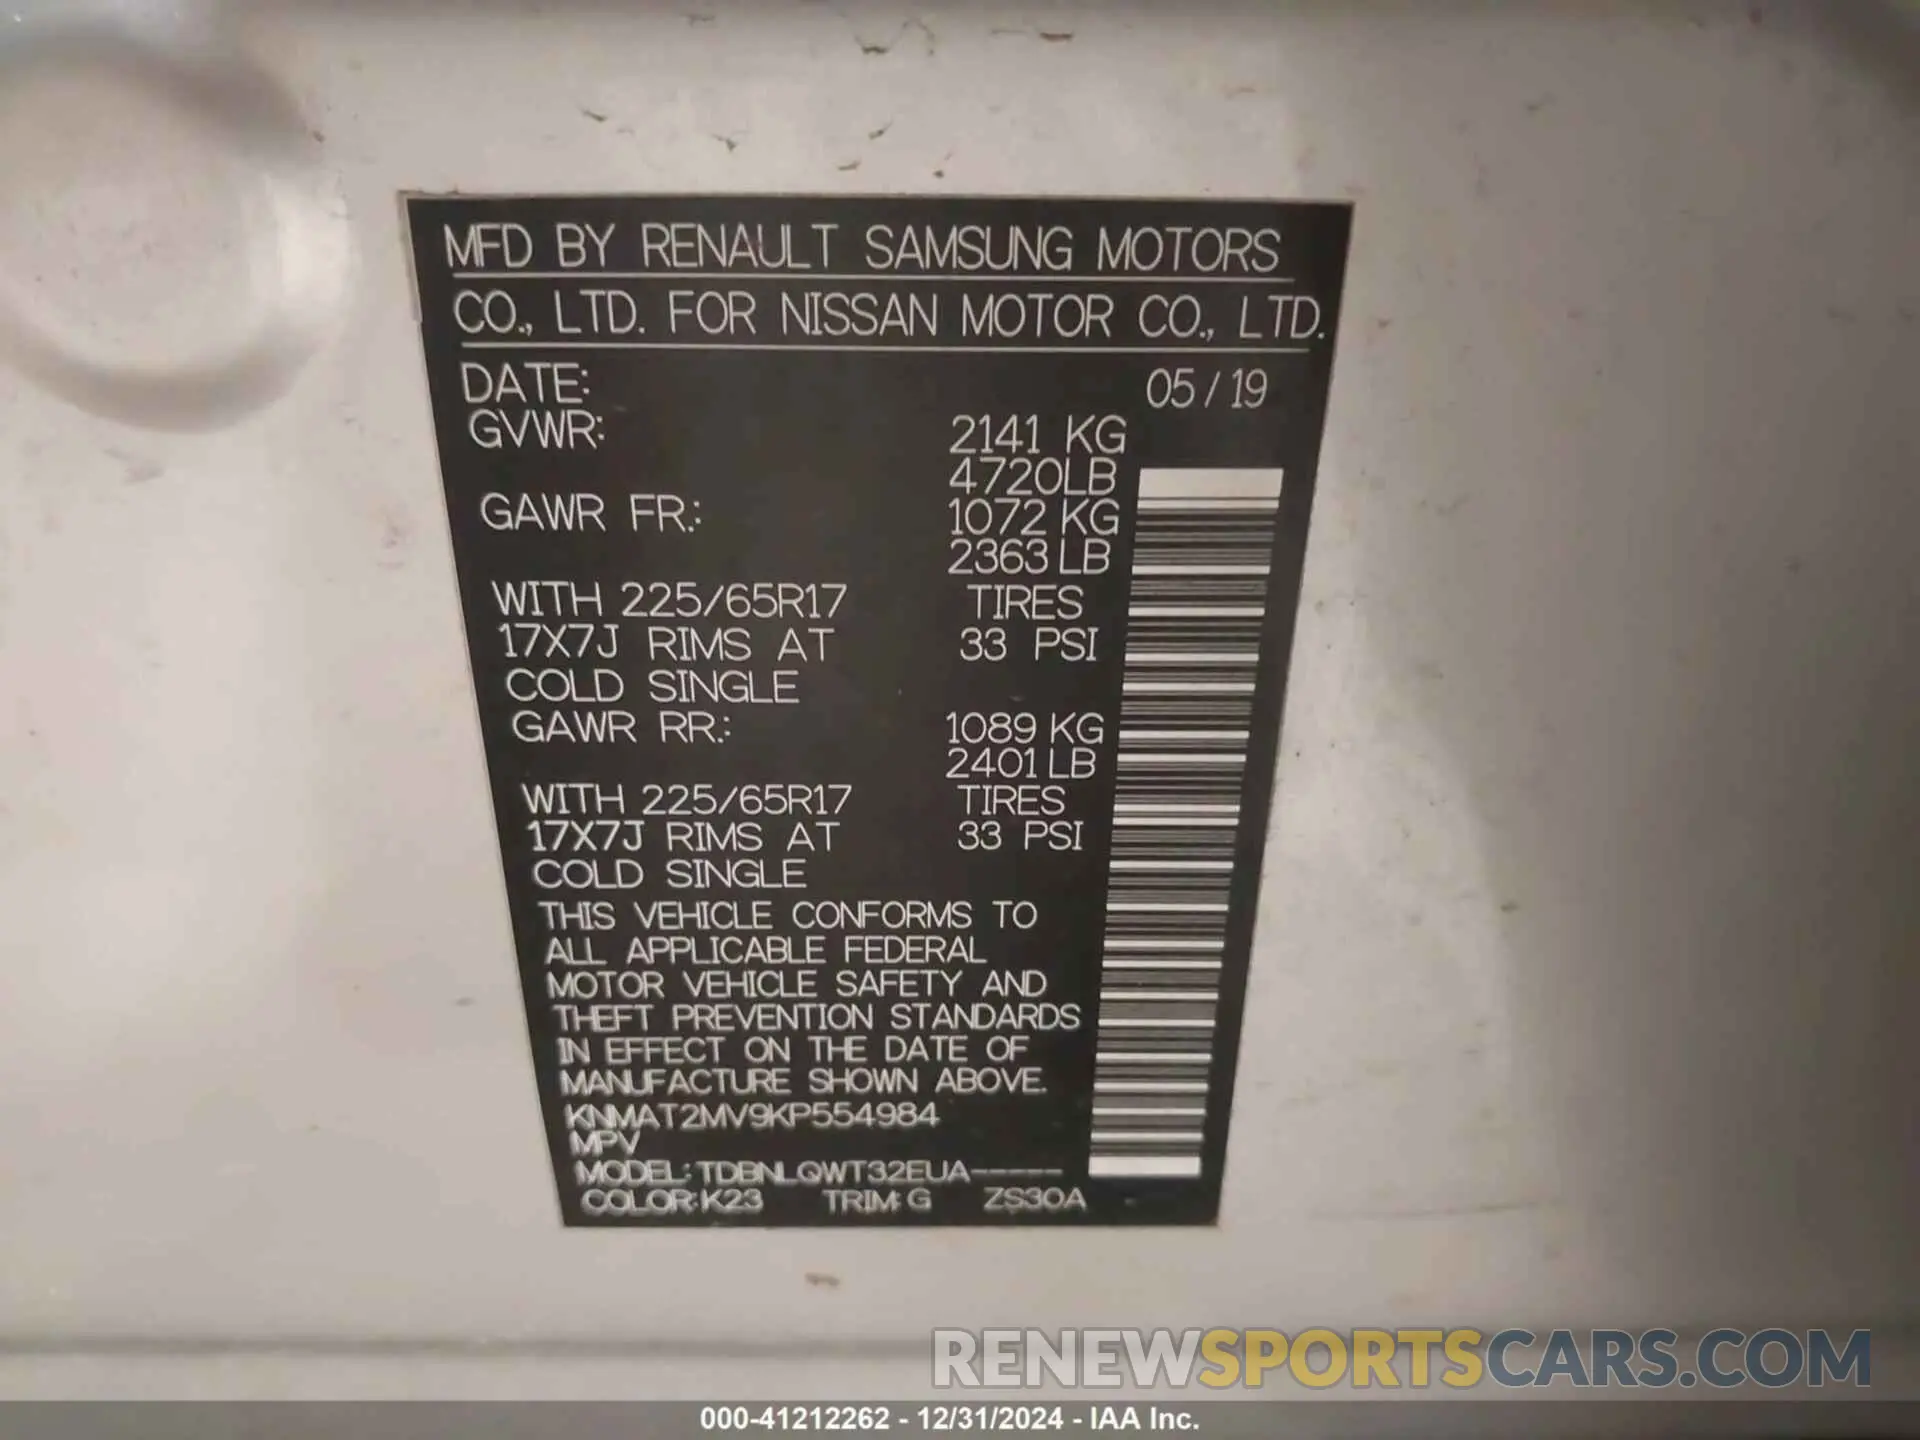 MFD BY RENAULT SAMSUNG MOTORS
CO., LTD. FOR NISSAN MOTOR CO., LTD.
DATE: 05 / 19
GVWR: 2141 KG
4720LB
GAWR FR.: 1072 KG
2363 LB
WITH 225/65R17 TIRES
17X7J RIMS AT 33 PSI
COLD SINGLE
GAWR RR.: 1089 KG
2401 LB
WITH 225/65R17 TIRES
17X7J RIMS AT 33 PSI
COLD SINGLE
THIS VEHICLE CONFORMS TO
ALL APPLICABLE FEDERAL
MOTOR VEHICLE SAFETY AND
THEFT PREVENTION STANDARDS
IN EFFECT ON THE DATE OF
MANUFACTURE SHOWN ABOVE.
KNMAT2MV9KP554984
MPV
MODEL: TDBNLQWT32EUA-----
COLOR: K23 TRIM: G ZS30A
RENEWSPORTSCARS.COM
000-41212262 - 12/31/2024 - IAA Inc.